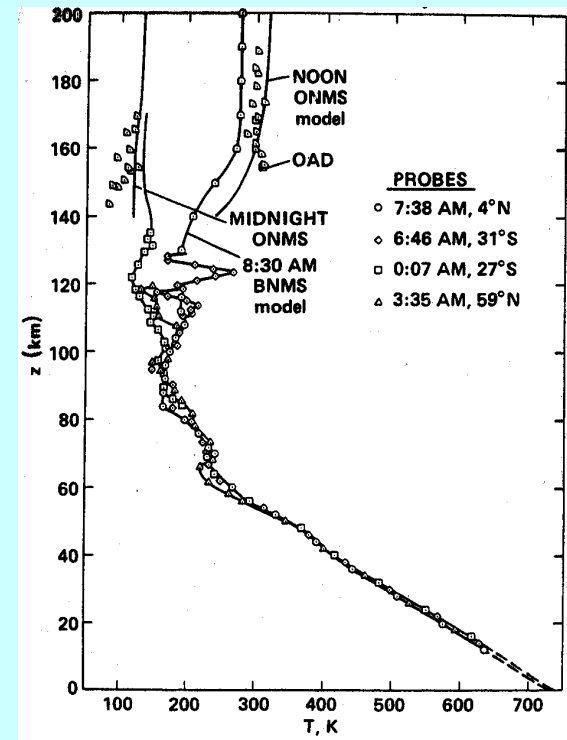 200
180
160
140
120
100
80
60
40
20
0
z (km)
100 200 300 400 500 600 700
T, K
NOON
ONMS
model
OAD
MIDNIGHT
ONMS
8:30 AM
BNMS
model
PROBES
7:38 AM, 4°N
6:46 AM, 31°S
0:07 AM, 27°S
3:35 AM, 59°N